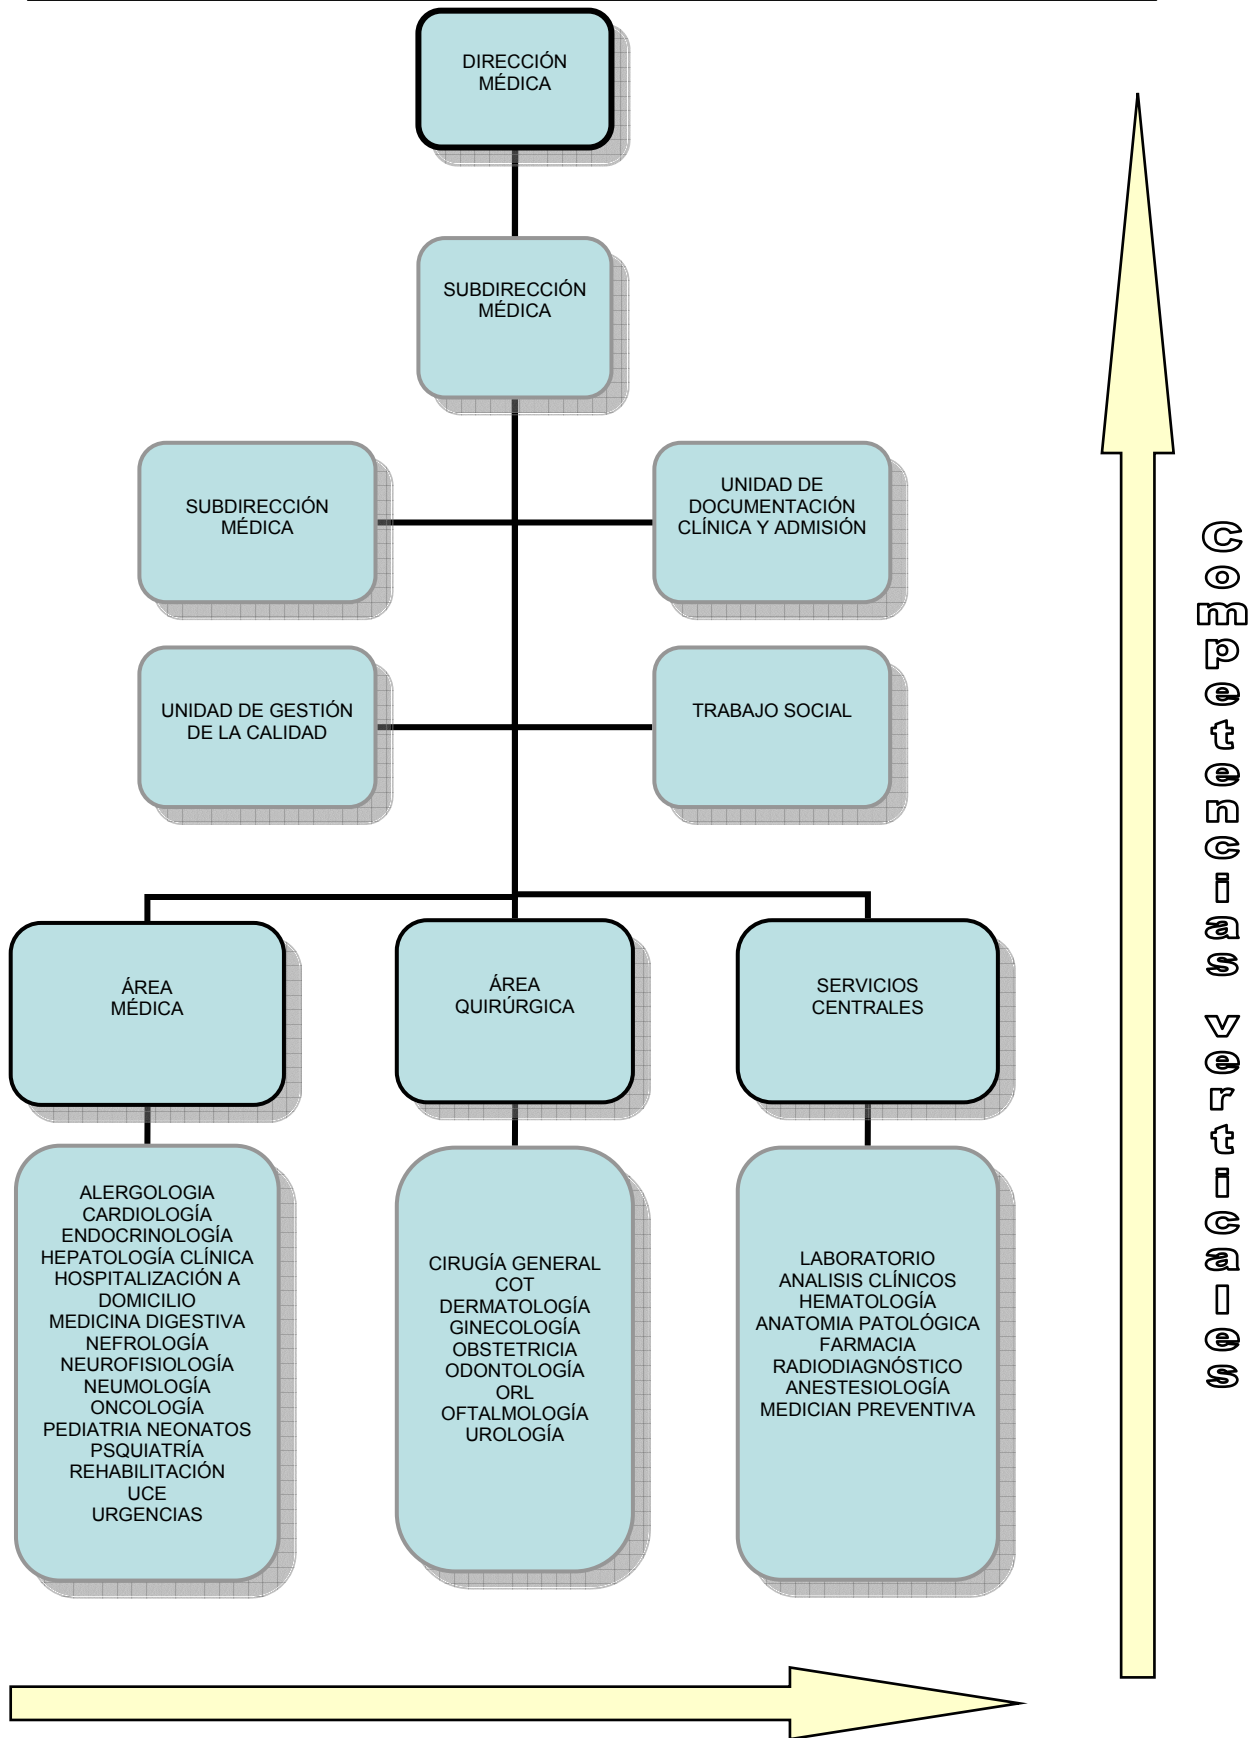 DIRECCIÓN
MÉDICA
SUBDIRECCIÓN
MÉDICA
SUBDIRECCIÓN
MÉDICA
UNIDAD DE
DOCUMENTACIÓN
CLÍNICA Y ADMISIÓN
UNIDAD DE GESTIÓN
DE LA CALIDAD
TRABAJO SOCIAL
ÁREA
MÉDICA
ÁREA
QUIRÚRGICA
SERVICIOS
CENTRALES
ALERGOLOGIA
CARDIOLOGÍA
ENDOCRINOLOGÍA
HEPATOLOGÍA CLÍNICA
HOSPITALIZACIÓN A
DOMICILIO
MEDICINA DIGESTIVA
NEFROLOGÍA
NEUROFISIOLOGÍA
NEUMOLOGÍA
ONCOLOGÍA
PEDIATRIA NEONATOS
PSQUIATRÍA
REHABILITACIÓN
UCE
URGENCIAS
CIRUGÍA GENERAL
COT
DERMATOLOGÍA
GINECOLOGÍA
OBSTETRICIA
ODONTOLOGÍA
ORL
OFTALMOLOGÍA
UROLOGÍA
LABORATORIO
ANALISIS CLÍNICOS
HEMATOLOGÍA
ANATOMIA PATOLÓGICA
FARMACIA
RADIODIAGNÓSTICO
ANESTESIOLOGÍA
MEDICIAN PREVENTIVA
Competencias verticales